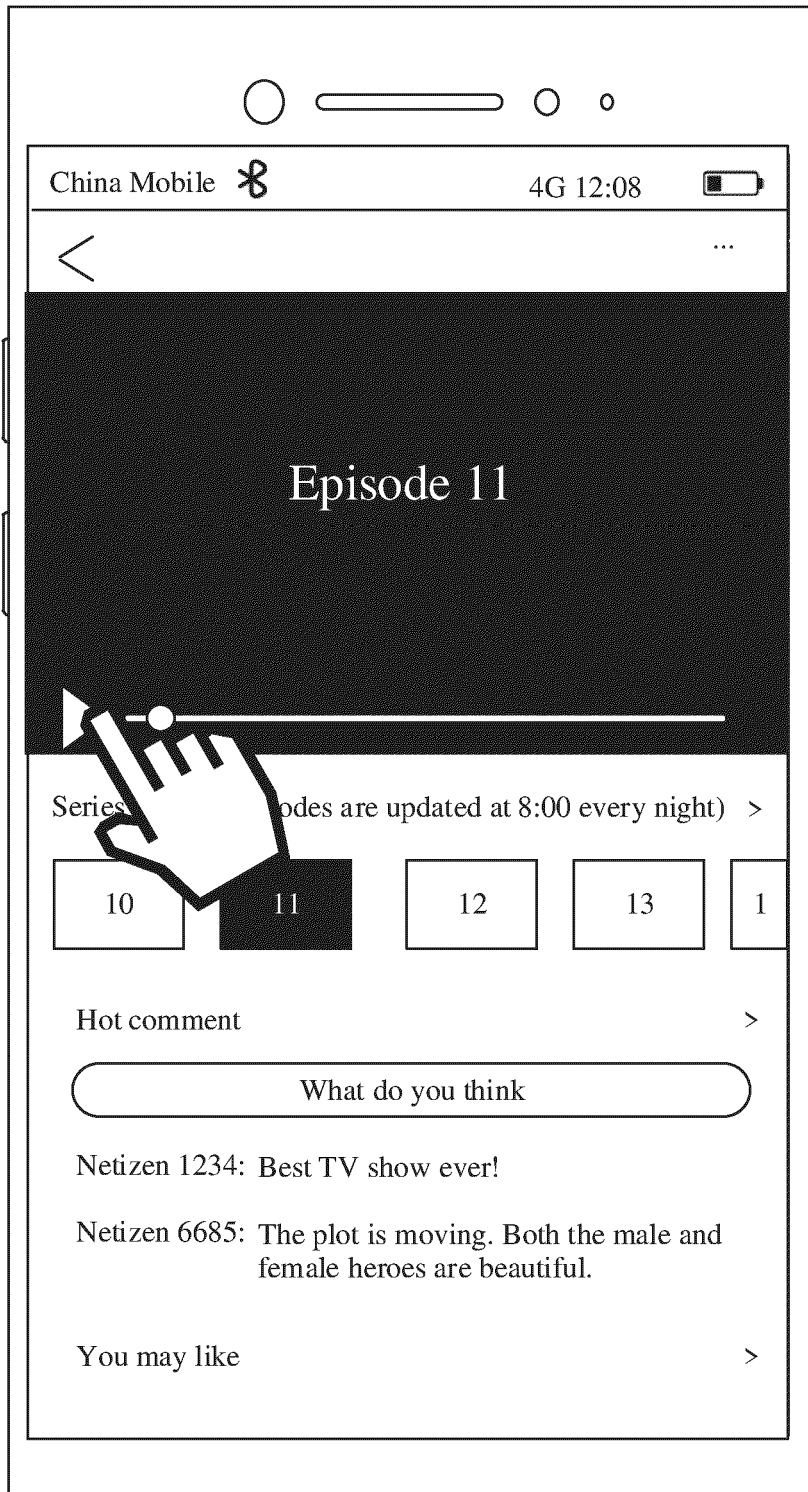 China Mobile 4G 12:08
<
...
Episode 11
Series odes are updated at 8:00 every night) >
10 11 12 13 1
Hot comment >
What do you think
Netizen 1234: Best TV show ever!
Netizen 6685: The plot is moving. Both the male and
female heroes are beautiful.
You may like >